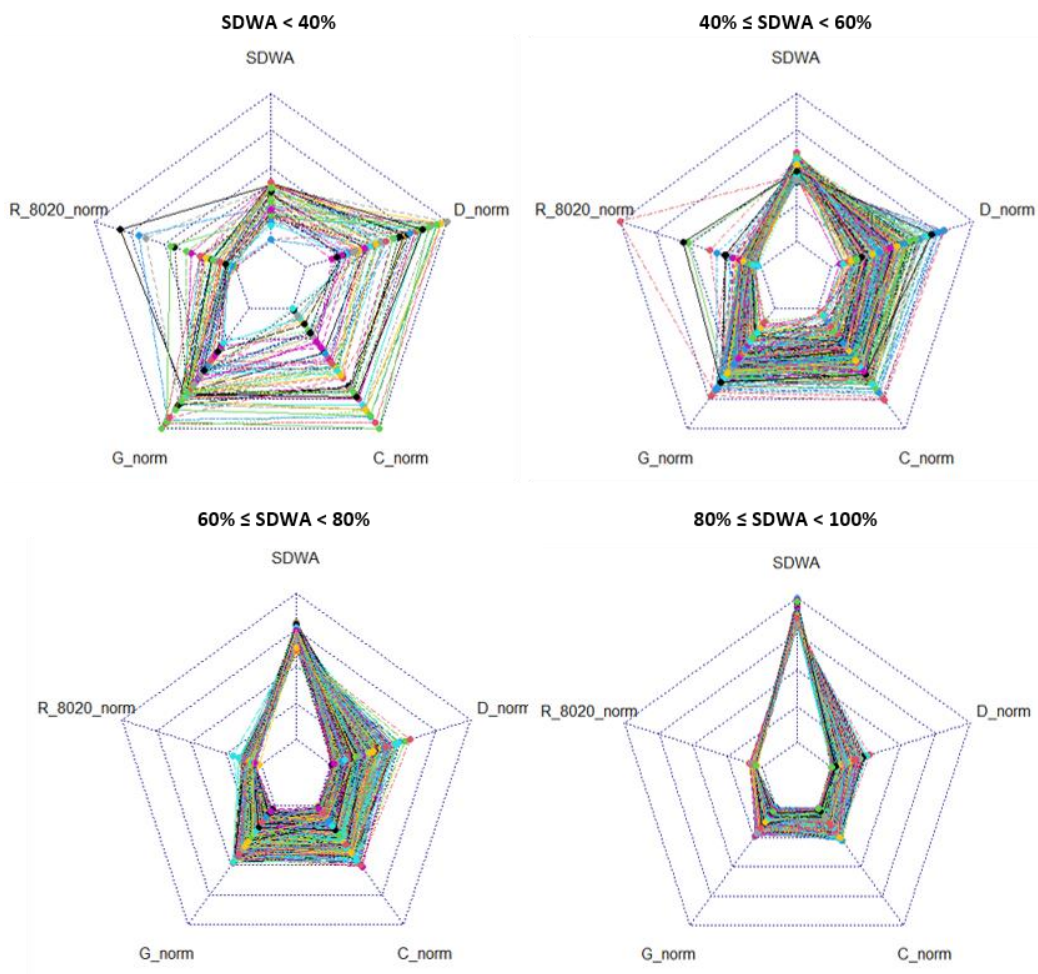 SDWA < 40%
SDWA
R_8020_norm
D_norm
G_norm
C_norm
40% ≤ SDWA < 60%
SDWA
R_8020_norm
D_norm
G_norm
C_norm
60% ≤ SDWA < 80%
SDWA
R_8020_norm
D_norm
G_norm
C_norm
80% ≤ SDWA < 100%
SDWA
R_8020_norm
D_norm
G_norm
C_norm